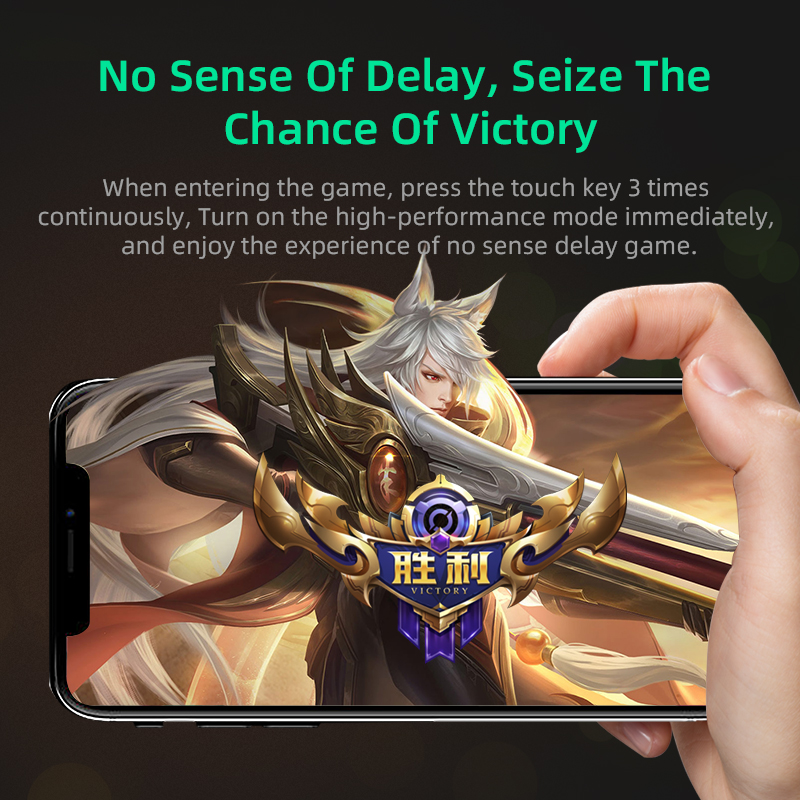 No Sense Of Delay, Seize The
Chance Of Victory
When entering the game, press the touch key 3 times
continuously, Turn on the high-performance mode immediately,
and enjoy the experience of no sense delay game.
胜利
VICTORY